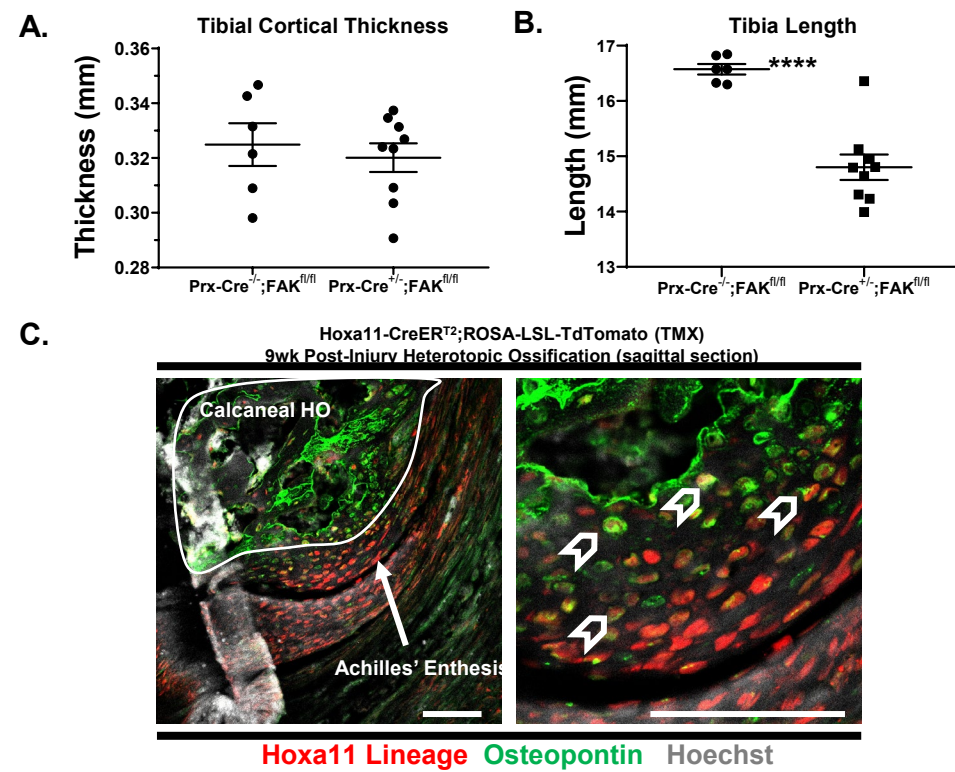 A.
Tibial Cortical Thickness
Thickness (mm)
0.36
0.34
0.32
0.30
0.28
Prx-Cre-/-;FAKfl/fl
Prx-Cre+/-;FAKfl/fl
B.
Tibia Length
Length (mm)
17
16
15
14
13
****
Prx-Cre-/-;FAKfl/fl
Prx-Cre+/-;FAKfl/fl
C.
Hoxa11-CreERT2;ROSA-LSL-TdTomato (TMX)
9wk Post-Injury Heterotopic Ossification (sagittal section)
Calcaneal HO
Achilles' Enthesis
Hoxa11 Lineage Osteopontin Hoechst